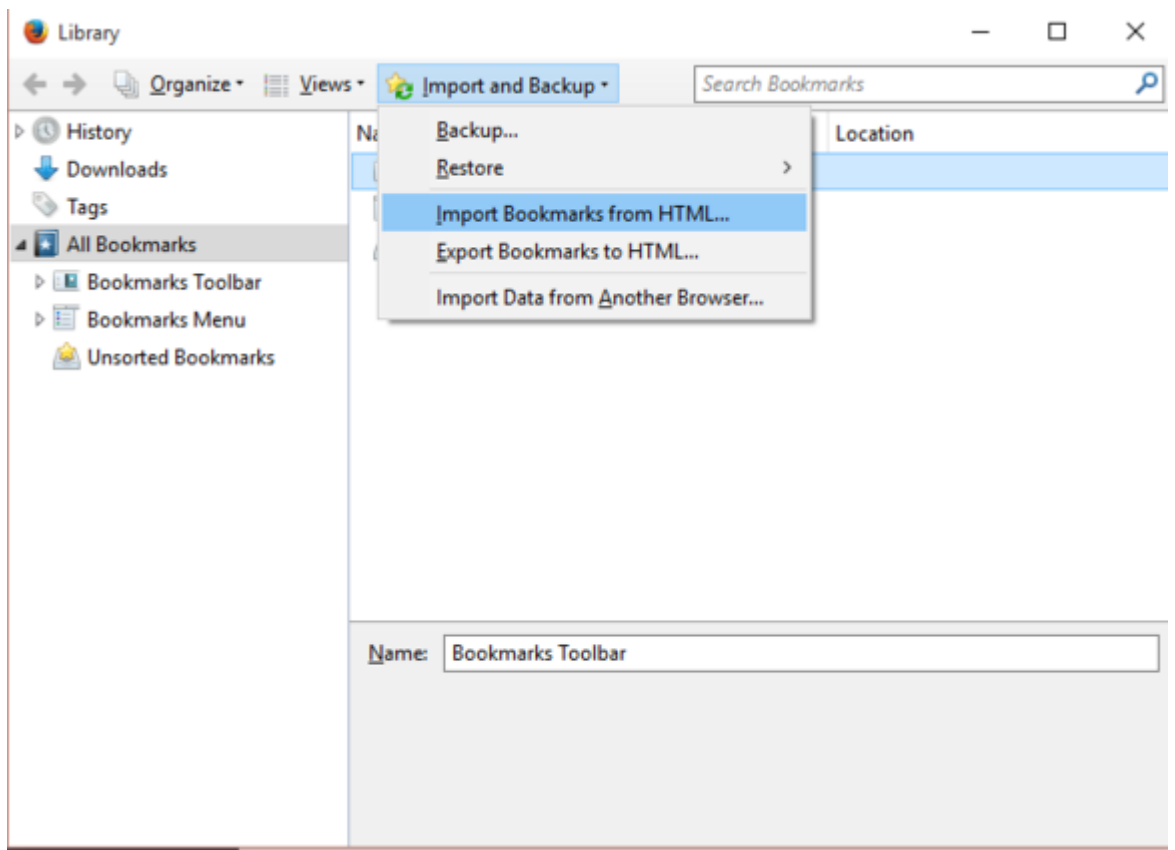 Library
Organize Views Import and Backup Search Bookmarks
History
Downloads
Tags
All Bookmarks
Bookmarks Toolbar
Bookmarks Menu
Unsorted Bookmarks
Na Location
Backup...
Restore
Import Bookmarks from HTML...
Export Bookmarks to HTML...
Import Data from Another Browser...
Name: Bookmarks Toolbar